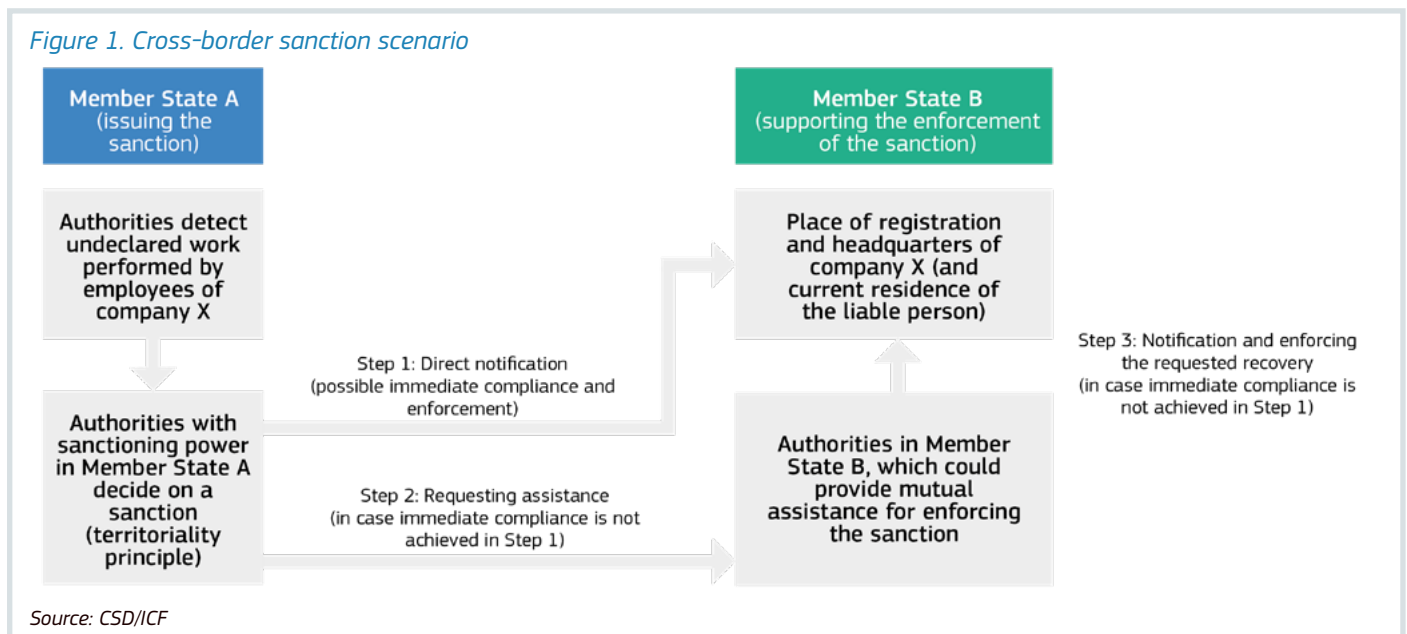 Figure 1. Cross-border sanction scenario
Member State A
(issuing the
sanction)
Member State B
(supporting the enforcement
of the sanction)
Authorities detect
undeclared work
performed by
employees of
company X
Place of registration
and headquarters of
company X (and
current residence of
the liable person)
Step 1: Direct notification
(possible immediate compliance and
enforcement)
Step 3: Notification and enforcing
the requested recovery
(in case immediate compliance is
not achieved in Step 1)
Authorities with
sanctioning power
in Member State A
decide on a
sanction
(territoriality
principle)
Step 2: Requesting assistance
(in case immediate compliance is not
achieved in Step 1)
Authorities in Member
State B, which could
provide mutual
assistance for enforcing
the sanction
Source: CSD/ICF